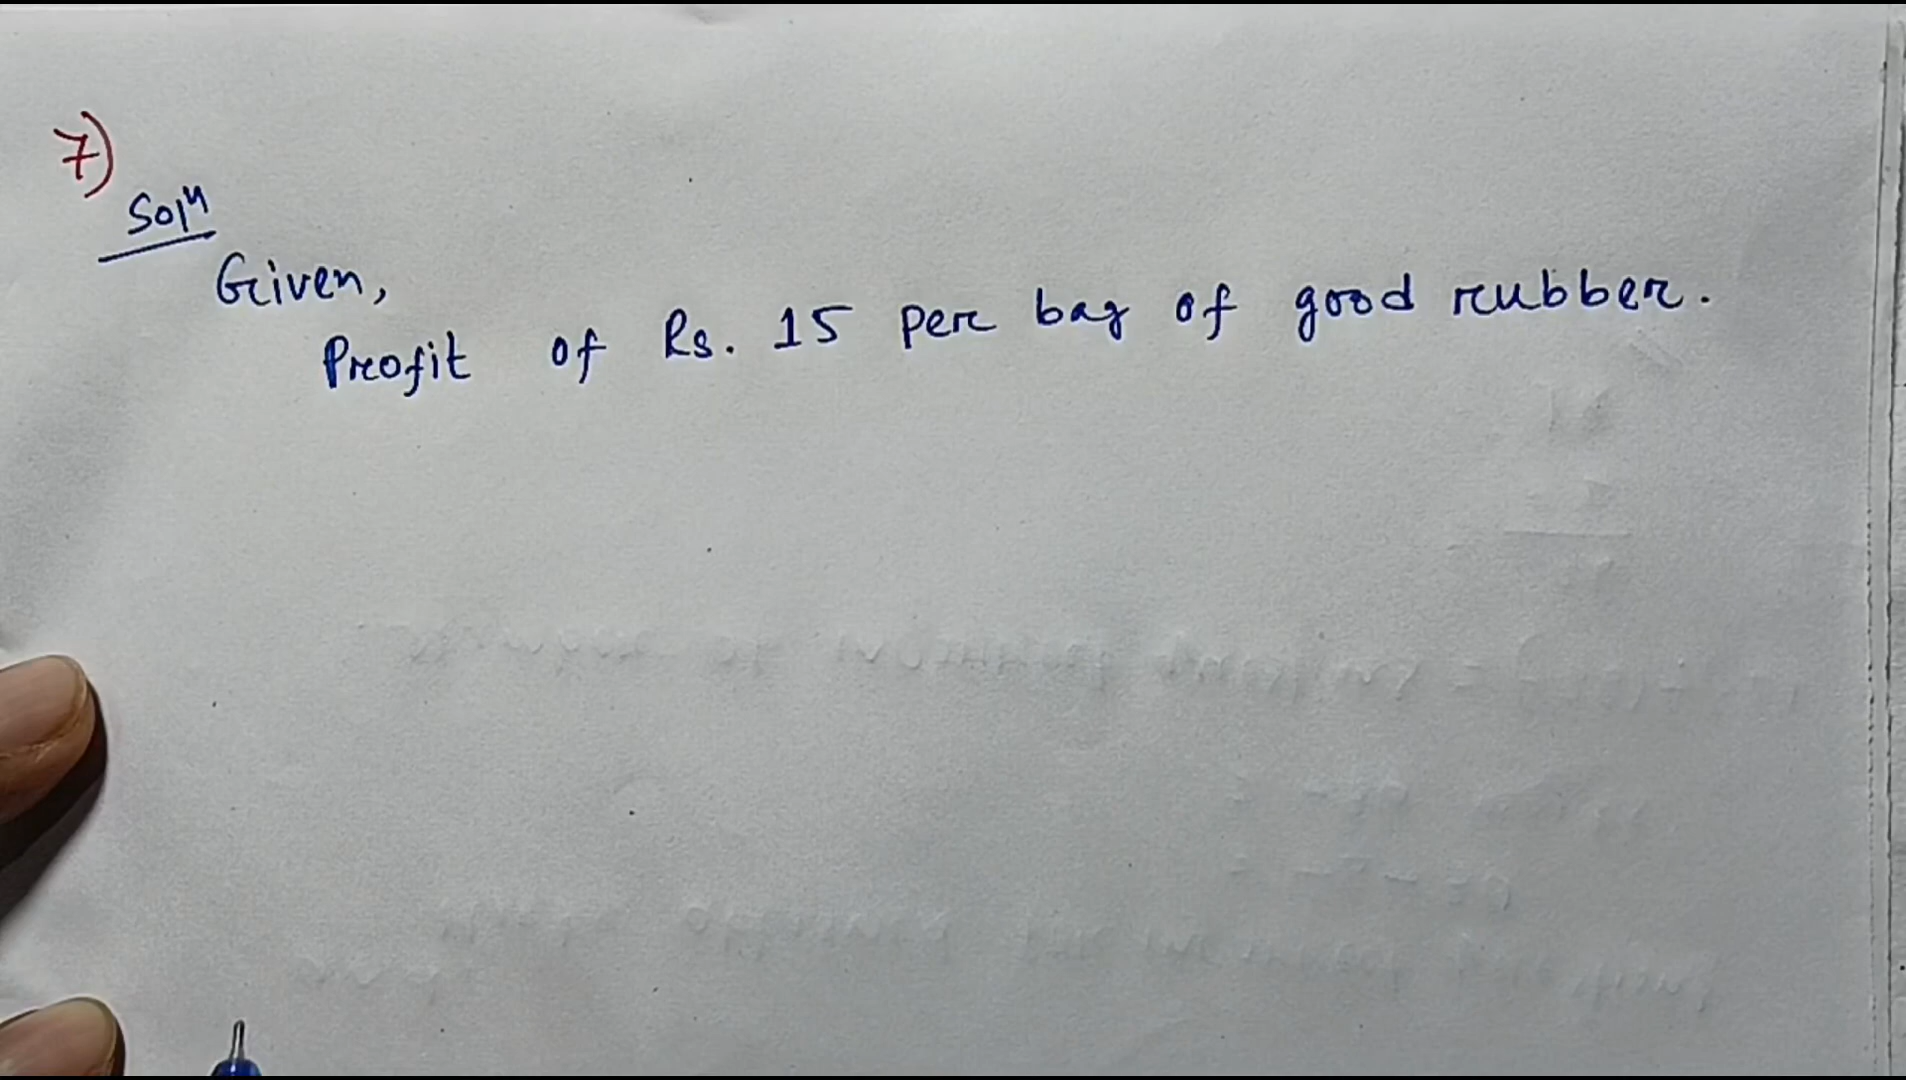 7)
Solⁿ
Given,
Profit of Rs. 15 per bag of good rubber.